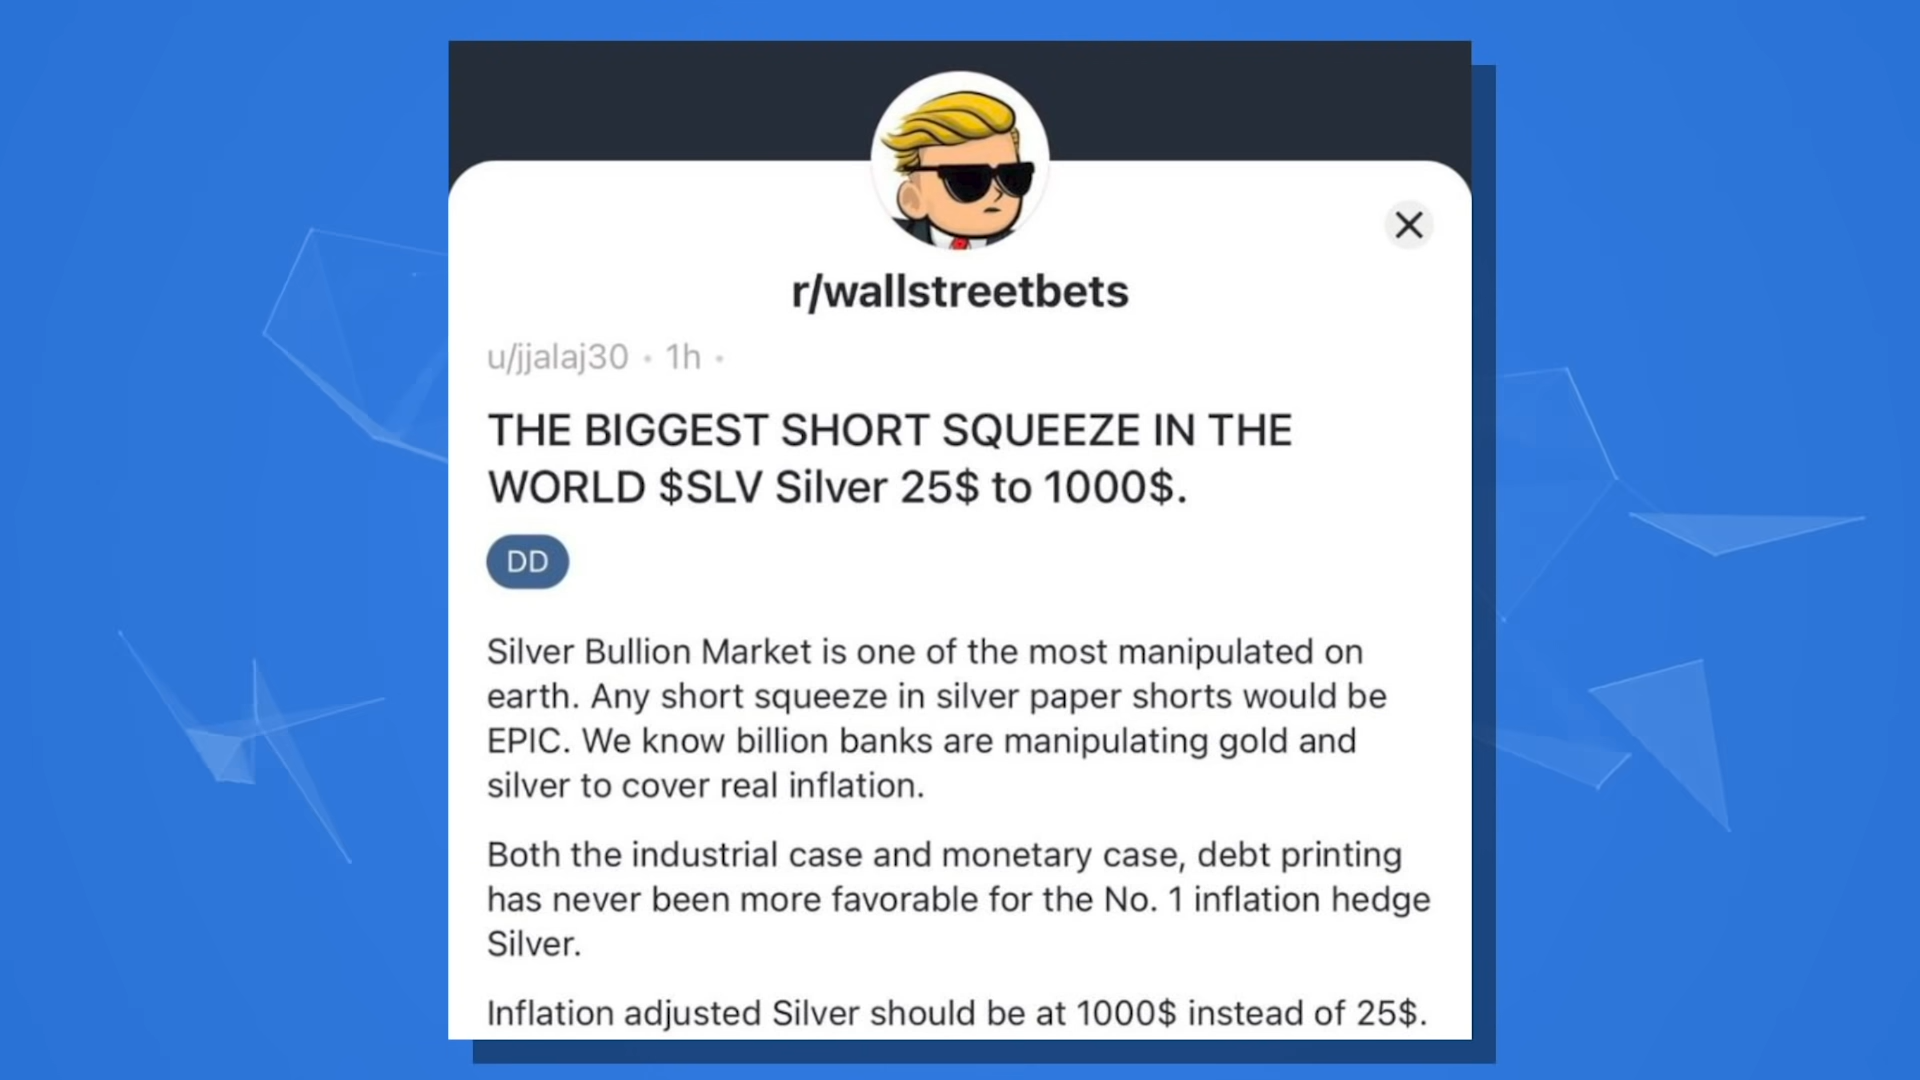 r/wallstreetbets
u/jjalaj30 • 1h •
THE BIGGEST SHORT SQUEEZE IN THE
WORLD $SLV Silver 25$ to 1000$.
DD
Silver Bullion Market is one of the most manipulated on
earth. Any short squeeze in silver paper shorts would be
EPIC. We know billion banks are manipulating gold and
silver to cover real inflation.
Both the industrial case and monetary case, debt printing
has never been more favorable for the No. 1 inflation hedge
Silver.
Inflation adjusted Silver should be at 1000$ instead of 25$.